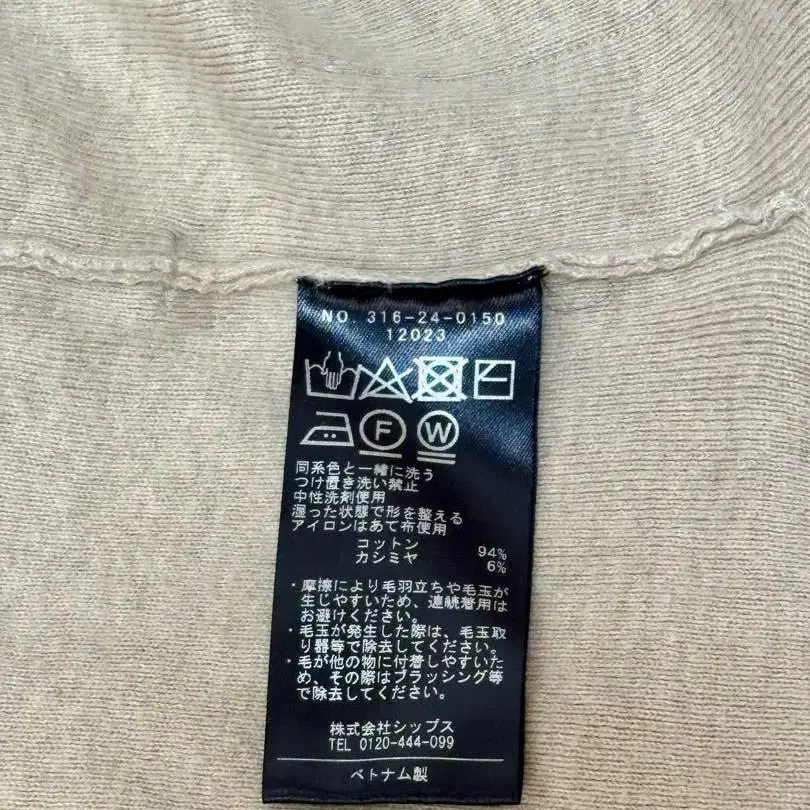 NO. 316-24-0150
12023
F W
同系色と一緒に洗う
つけ置き洗い禁止
中性洗剤使用
湿った状態で形を整える
アイロンはあて布使用
コットン 94%
カシミヤ 6%
・摩擦により毛羽立ちや毛玉が
生じやすいため、連続着用は
お避けください。
・毛玉が発生した際は、毛玉取
り器等で除去してください。
・毛が他の物に付着しやすいた
め、その際はブラッシング等
で除去してください。
株式会社シップス
TEL 0120-444-099
ベトナム製